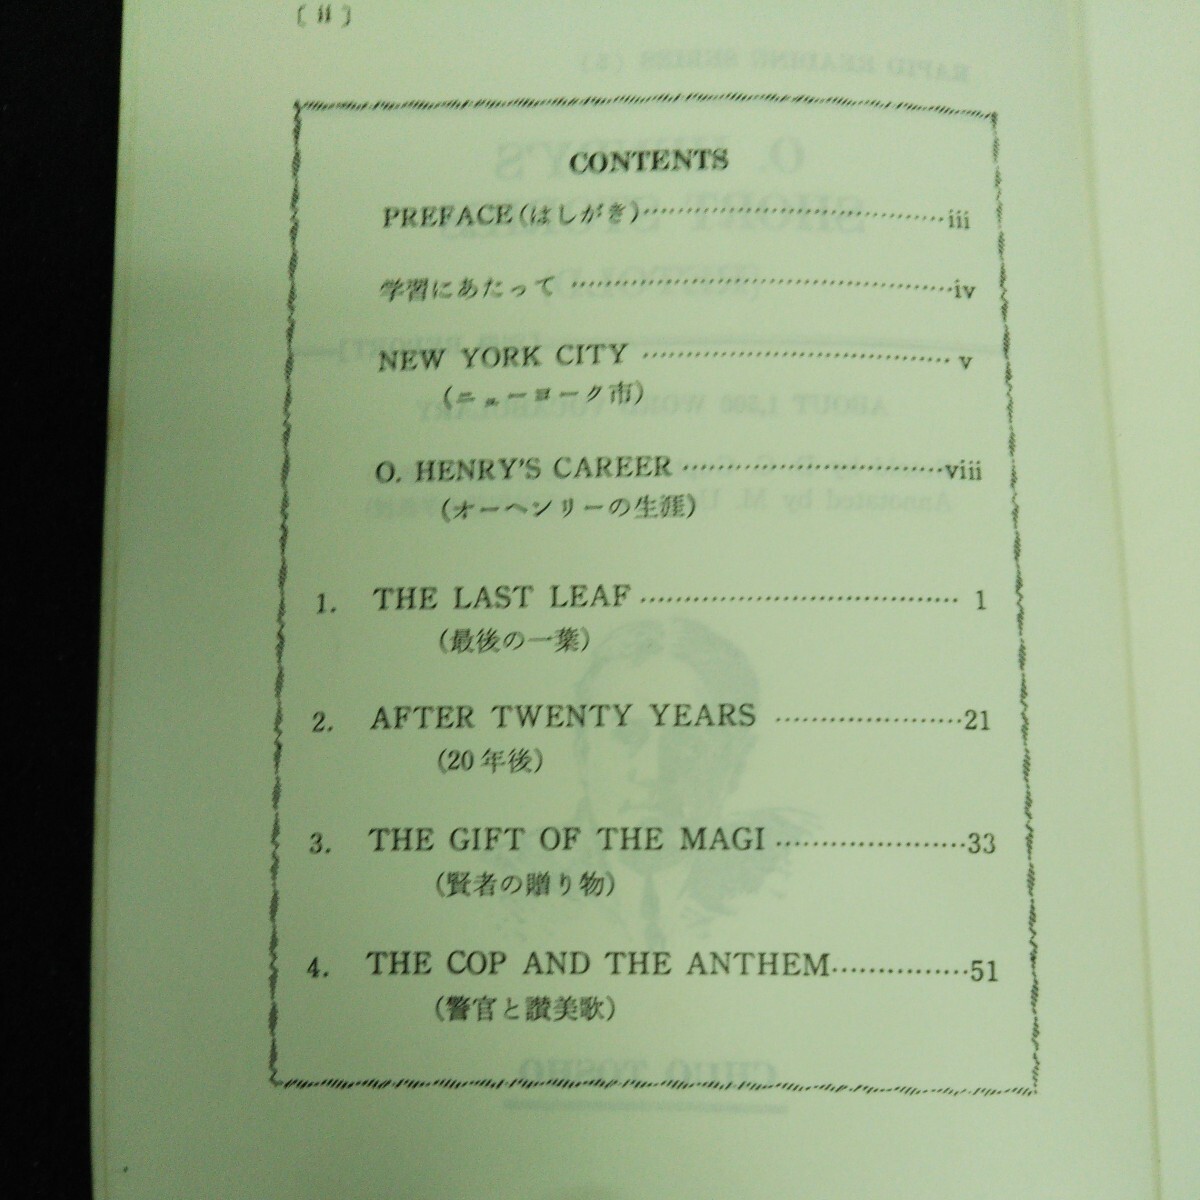 〔 ii 〕
CONTENTS
PREFACE(はしがき)……………………………iii
学習にあたって ……………………………iv
NEW YORK CITY ……………………………v
(ニューヨーク市)
O. HENRY'S CAREER …………………………viii
(オーヘンリーの生涯)
1. THE LAST LEAF …………………………… 1
(最後の一葉)
2. AFTER TWENTY YEARS …………………21
(20年後)
3. THE GIFT OF THE MAGI …………………33
(賢者の贈り物)
4. THE COP AND THE ANTHEM……………51
(警官と讃美歌)